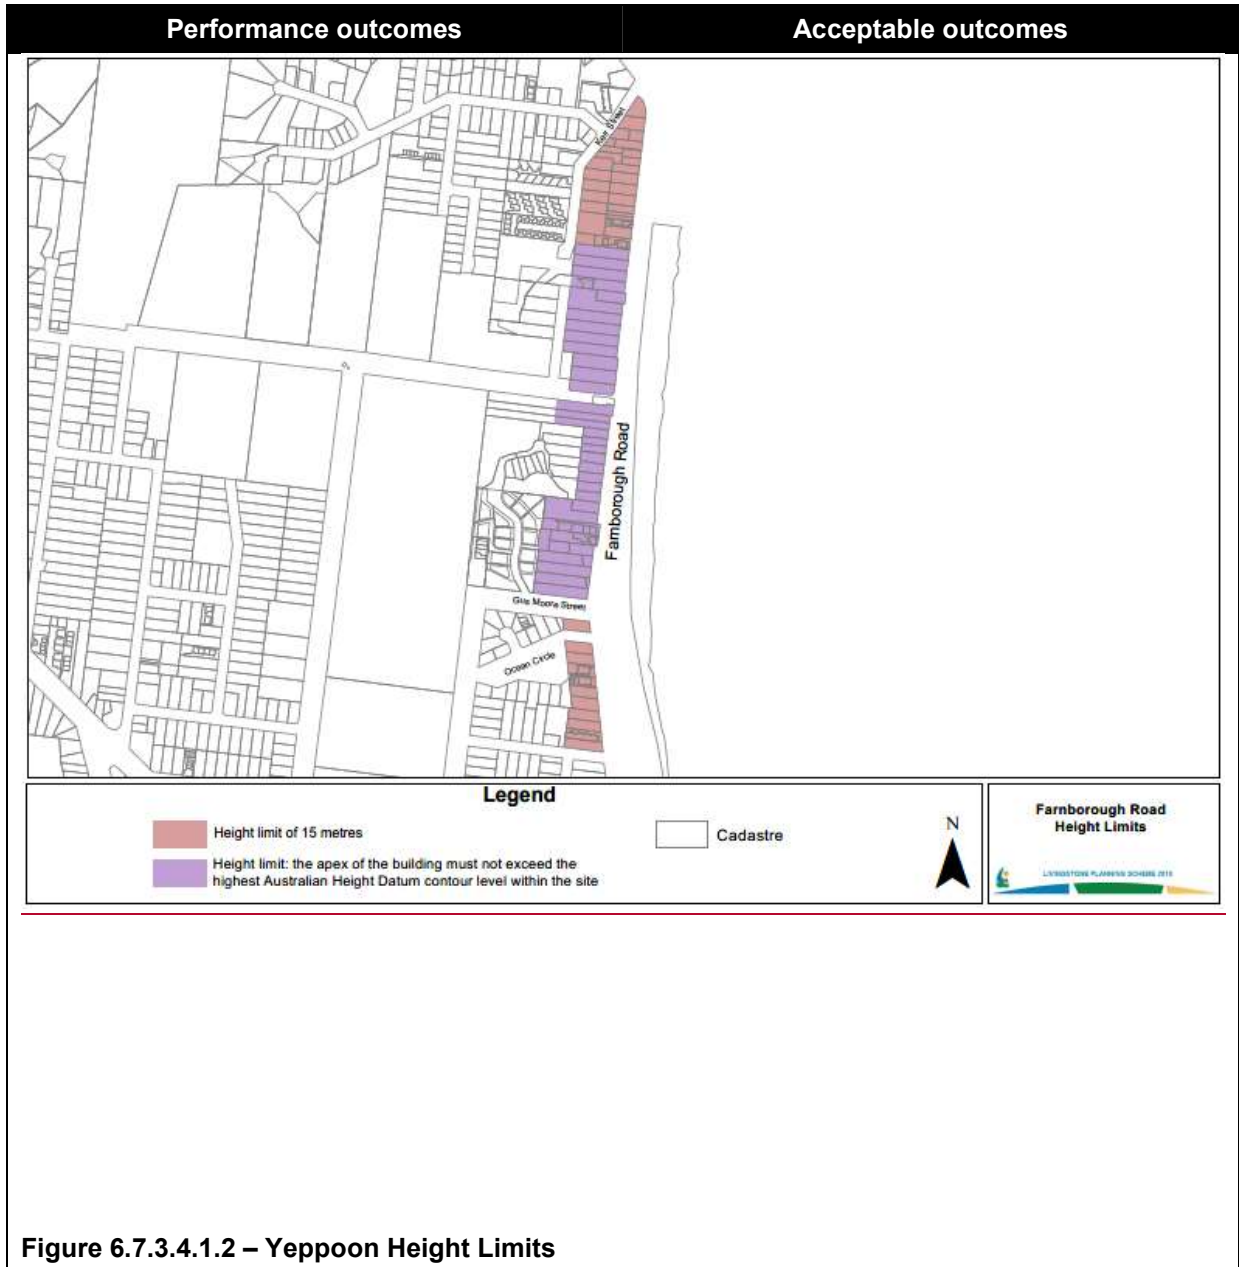 Performance outcomes
Acceptable outcomes
Kerr Street
Farnborough Road
Gus Moore Street
Ocean Circle
Legend
Height limit of 15 metres
Height limit: the apex of the building must not exceed the
highest Australian Height Datum contour level within the site
Cadastre
N
Farnborough Road
Height Limits
Figure 6.7.3.4.1.2 – Yeppoon Height Limits